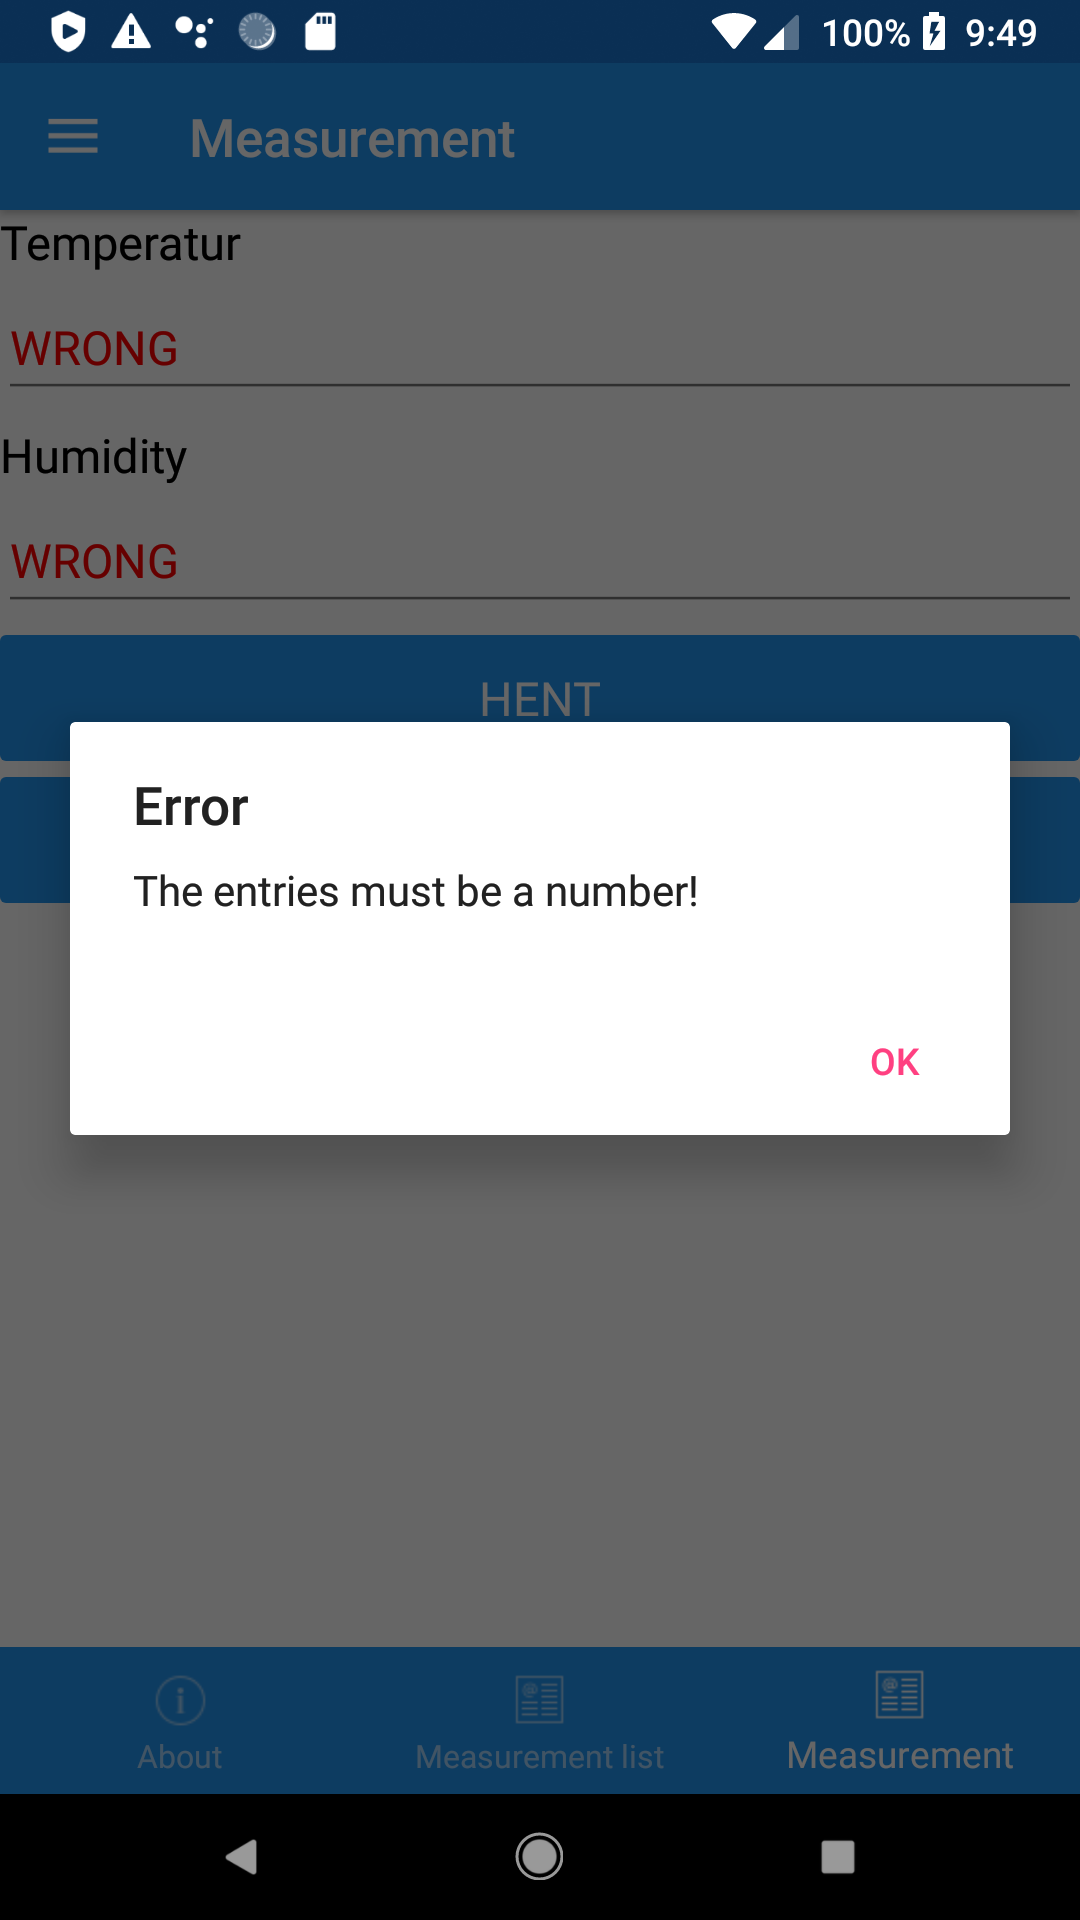 100% 9:49
Measurement
Temperatur
WRONG
Humidity
WRONG
HENT
Error
The entries must be a number!
OK
About Measurement list Measurement